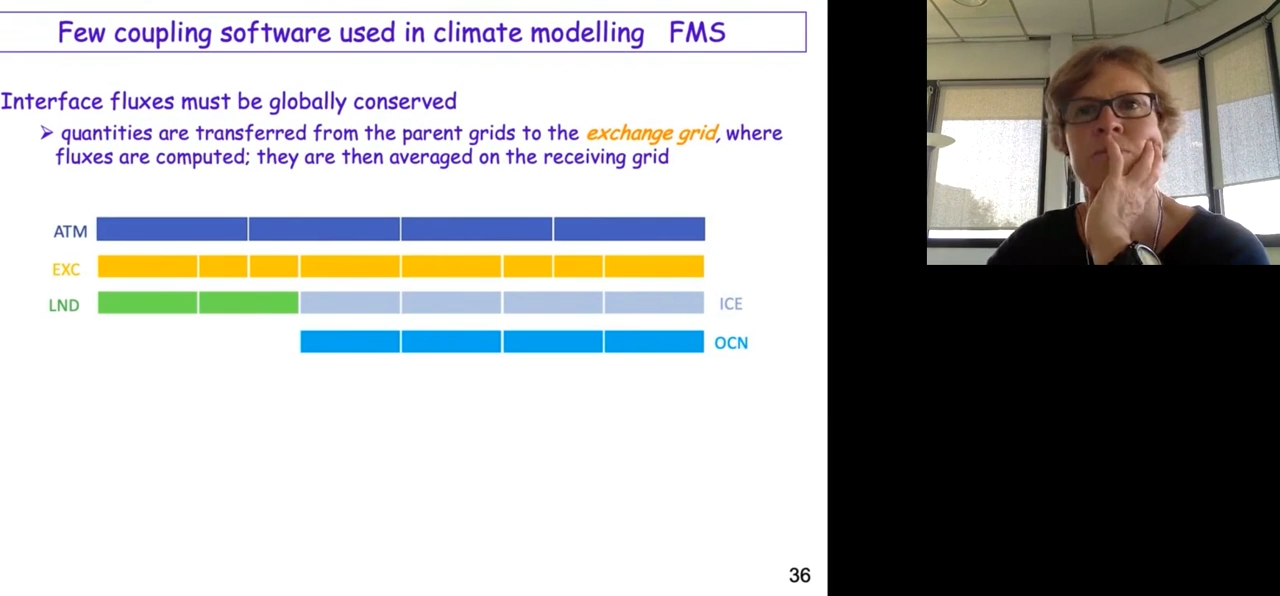 Few coupling software used in climate modelling FMS
Interface fluxes must be globally conserved
➢ quantities are transferred from the parent grids to the exchange grid, where
fluxes are computed; they are then averaged on the receiving grid
ATM
EXC
LND
ICE
OCN
36